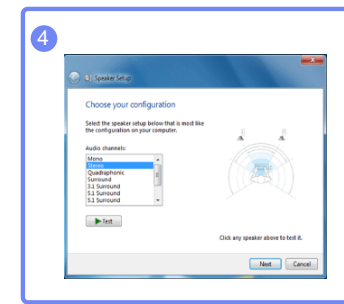 4
Speaker Setup
Choose your configuration
Select the speaker setup below that is most like
the configuration on your computer.
Audio channels:
Mono
Stereo
Quadraphonic
Surround
3.1 Surround
5.1 Surround
5.1 Surround
Test
Click any speaker above to test it.
Next
Cancel